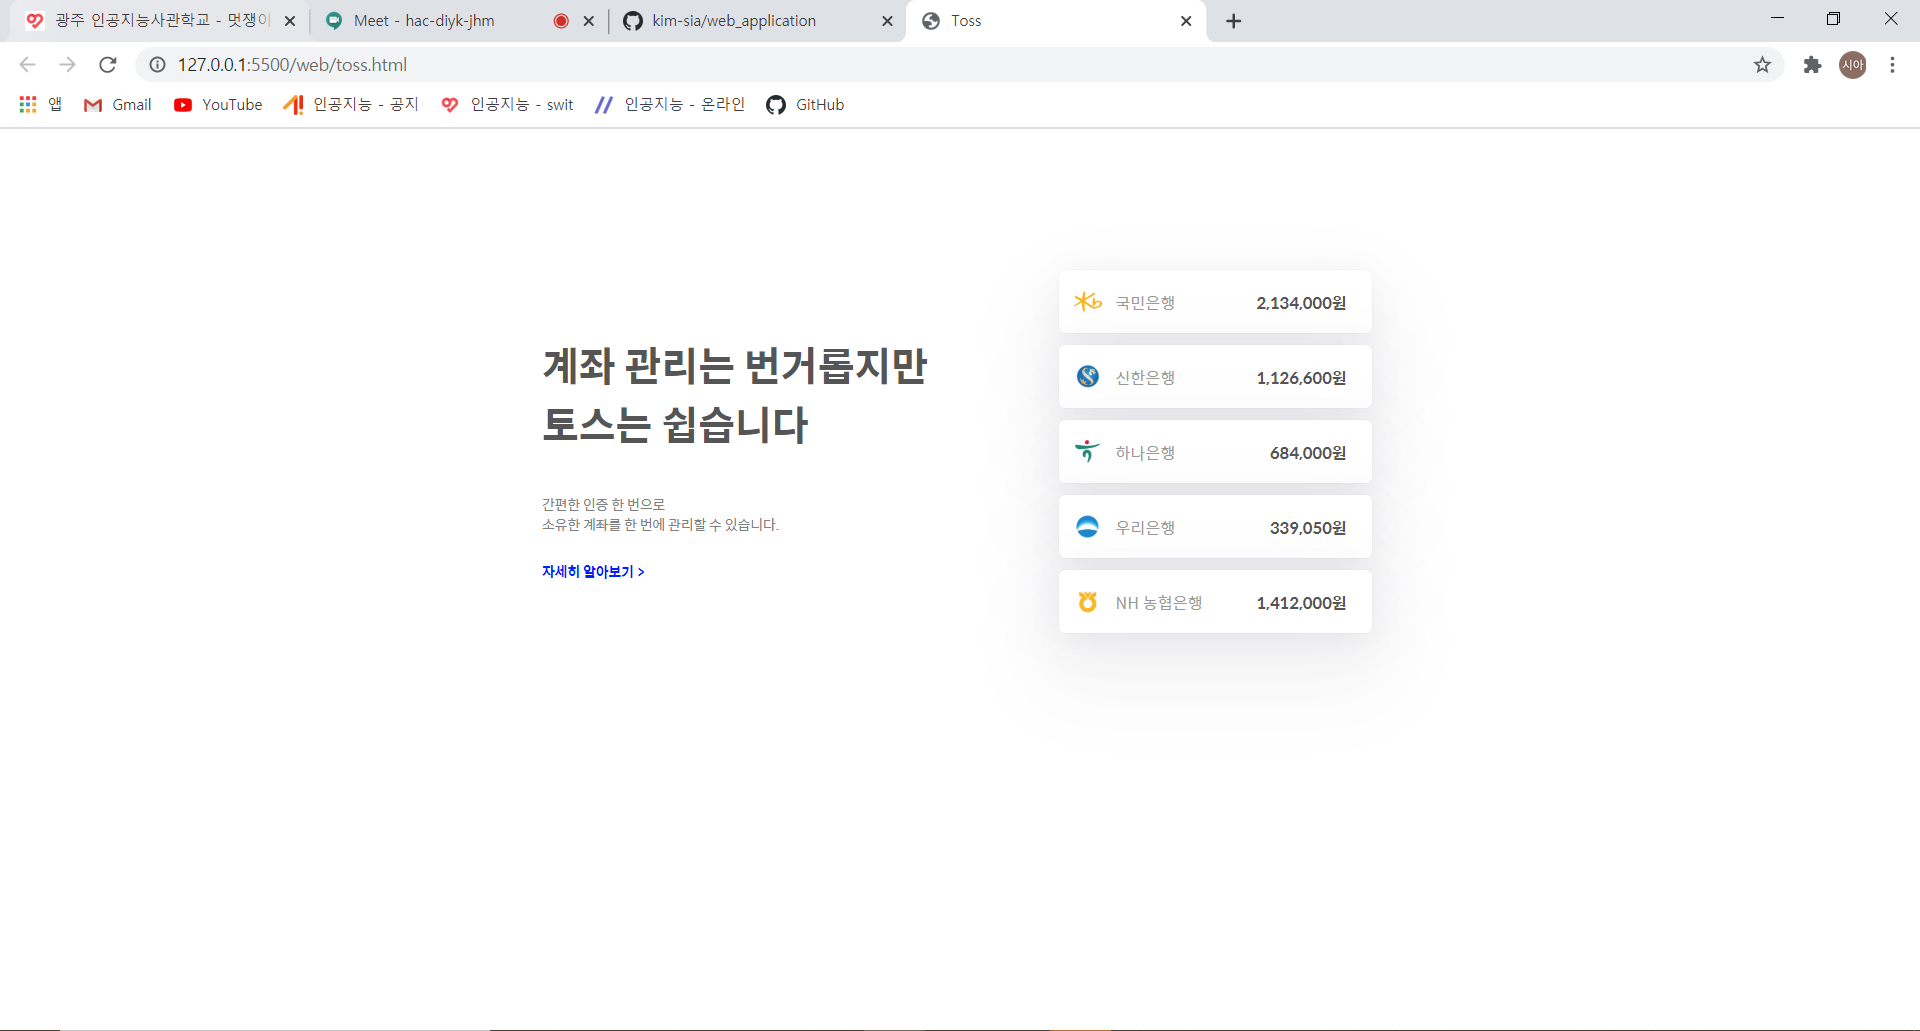 광주 인공지능사관학교 - 멋쟁이
Meet - hac-diyk-jhm
kim-sia/web_application
Toss
127.0.0.1:5500/web/toss.html
시아
앱
Gmail
YouTube
인공지능 - 공지
인공지능 - swit
인공지능 - 온라인
GitHub
계좌 관리는 번거롭지만
토스는 쉽습니다
간편한 인증 한 번으로
소유한 계좌를 한 번에 관리할 수 있습니다.
자세히 알아보기 >
국민은행 2,134,000원
신한은행 1,126,600원
하나은행 684,000원
우리은행 339,050원
NH 농협은행 1,412,000원